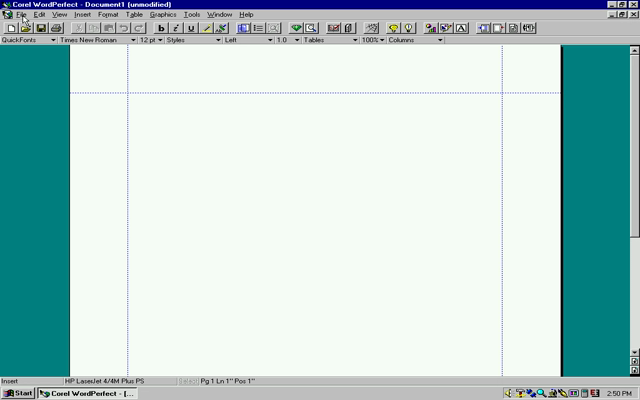 Corel WordPerfect - Document1 (unmodified)
File Edit View Insert Format Table Graphics Tools Window Help
b i U A
QuickFonts Times New Roman 12 pt Styles Left 1.0 Tables 100% Columns
Insert HP LaserJet 4/4M Plus PS Select Pg 1 Ln 1" Pos 1"
Start Corel WordPerfect - [... 2:50 PM